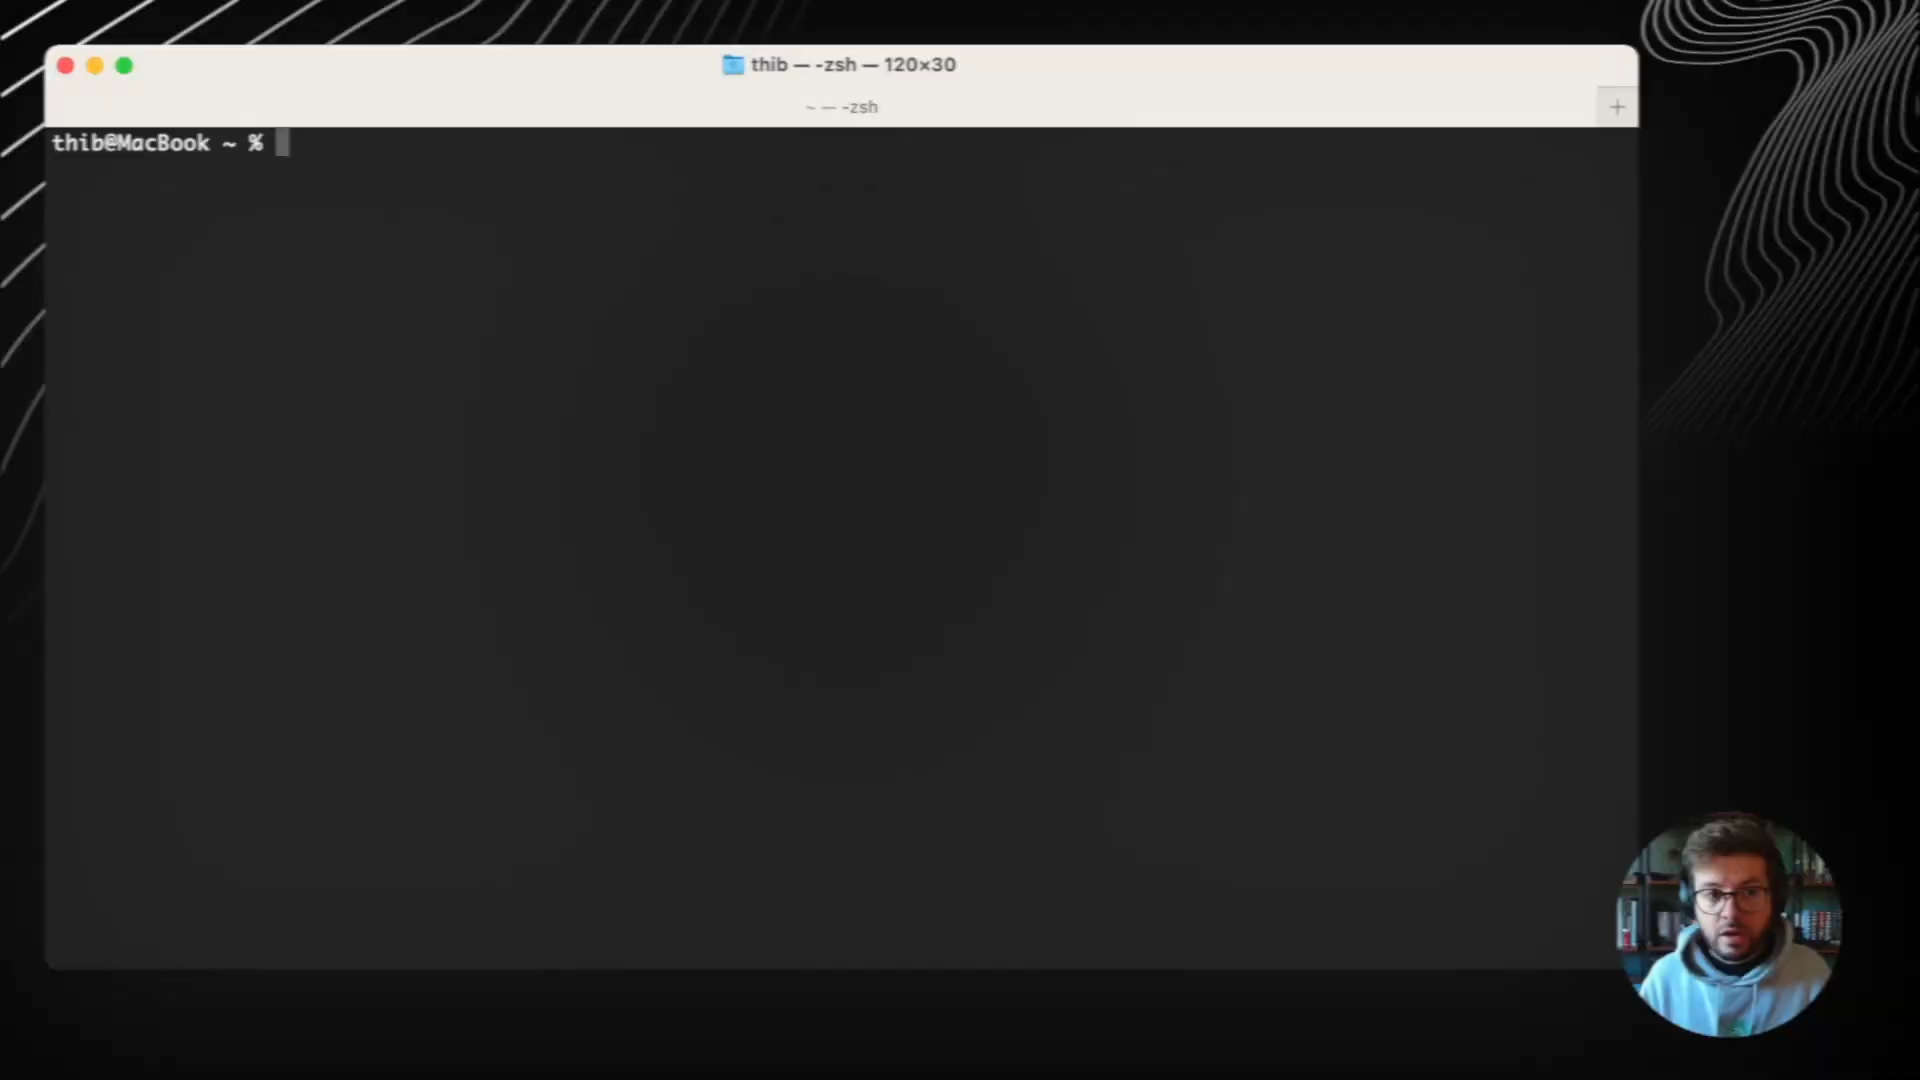 thib — -zsh — 120×30
~ — -zsh
thib@MacBook ~ %